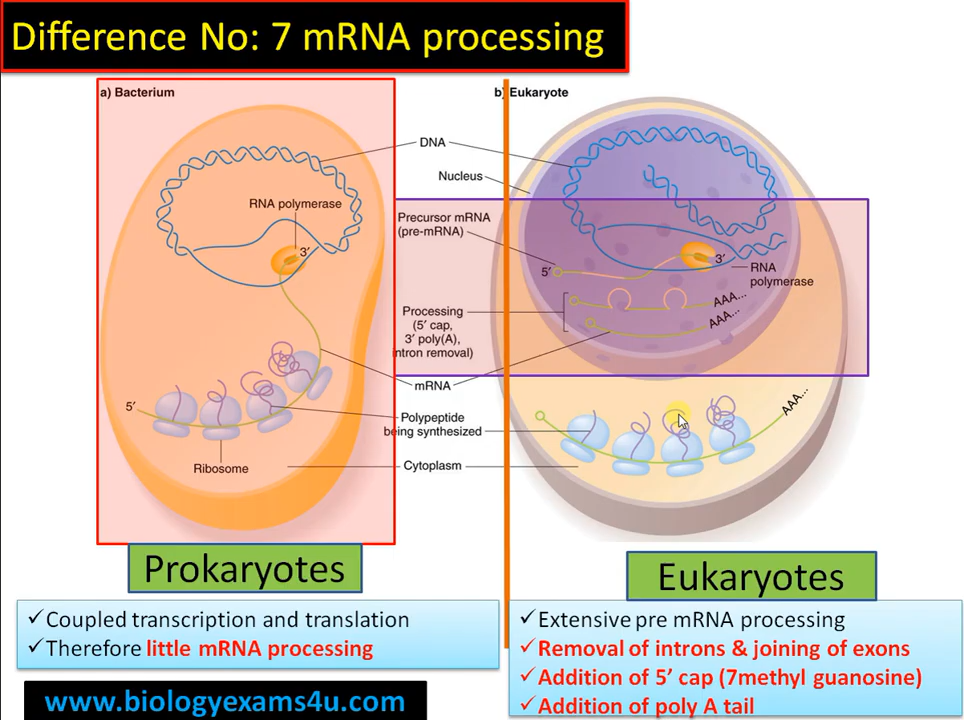 Difference No: 7 mRNA processing
a) Bacterium
b) Eukaryote
DNA
Nucleus
RNA polymerase
3′
Precursor mRNA
(pre-mRNA)
5′
3′
RNA
polymerase
AAA...
AAA...
Processing
(5′ cap,
3′ poly(A),
intron removal)
mRNA
5′
AAA...
Polypeptide
being synthesized
Ribosome
Cytoplasm
Prokaryotes
✓Coupled transcription and translation
✓Therefore little mRNA processing
www.biologyexams4u.com
Eukaryotes
✓Extensive pre mRNA processing
✓Removal of introns & joining of exons
✓Addition of 5’ cap (7methyl guanosine)
✓Addition of poly A tail